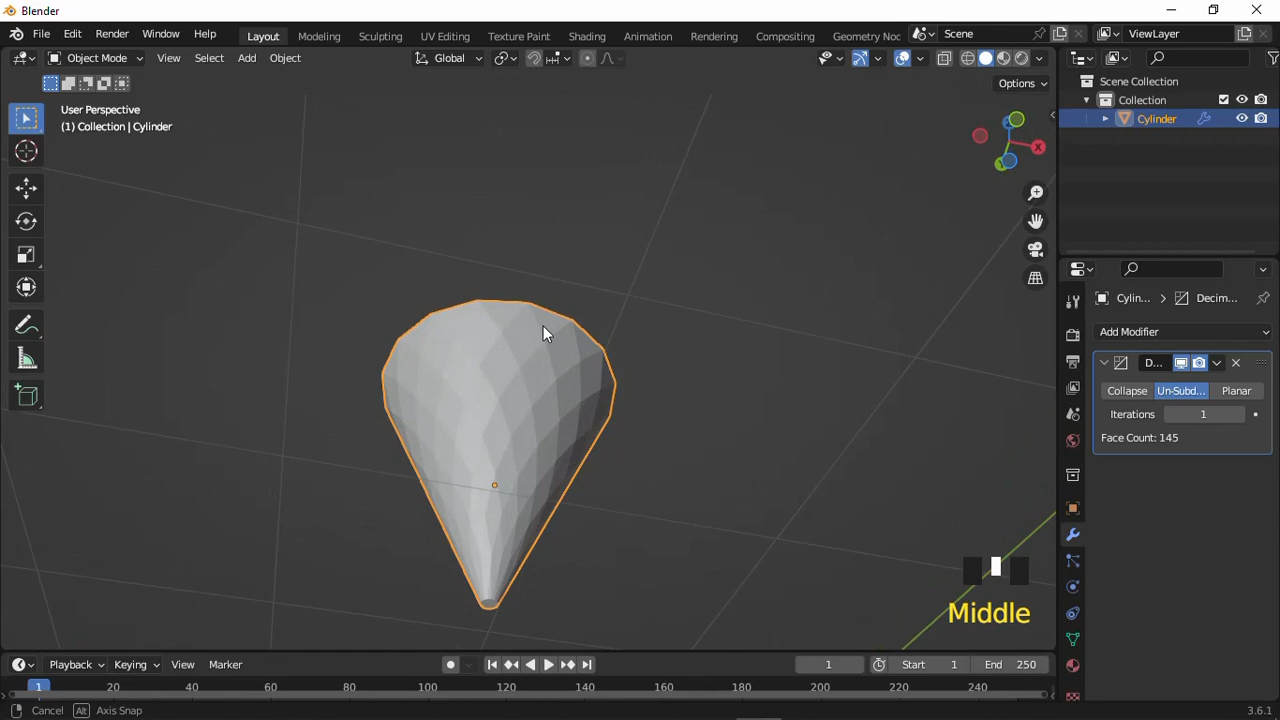 Blender
File Edit Render Window Help Layout Modeling Sculpting UV Editing Texture Paint Shading Animation Rendering Compositing Geometry Noc Scene ViewLayer
Object Mode View Select Add Object Global
Options
User Perspective
(1) Collection | Cylinder
Scene Collection
Collection
Cylinder
X
Cylin... > Decim...
Add Modifier
D...
Collapse Un-Subd... Planar
Iterations 1
Face Count: 145
Middle
Playback Keying View Marker 1 Start 1 End 250
1 20 40 60 80 100 120 140 160 180 200 220 240
Cancel Alt Axis Snap 3.6.1